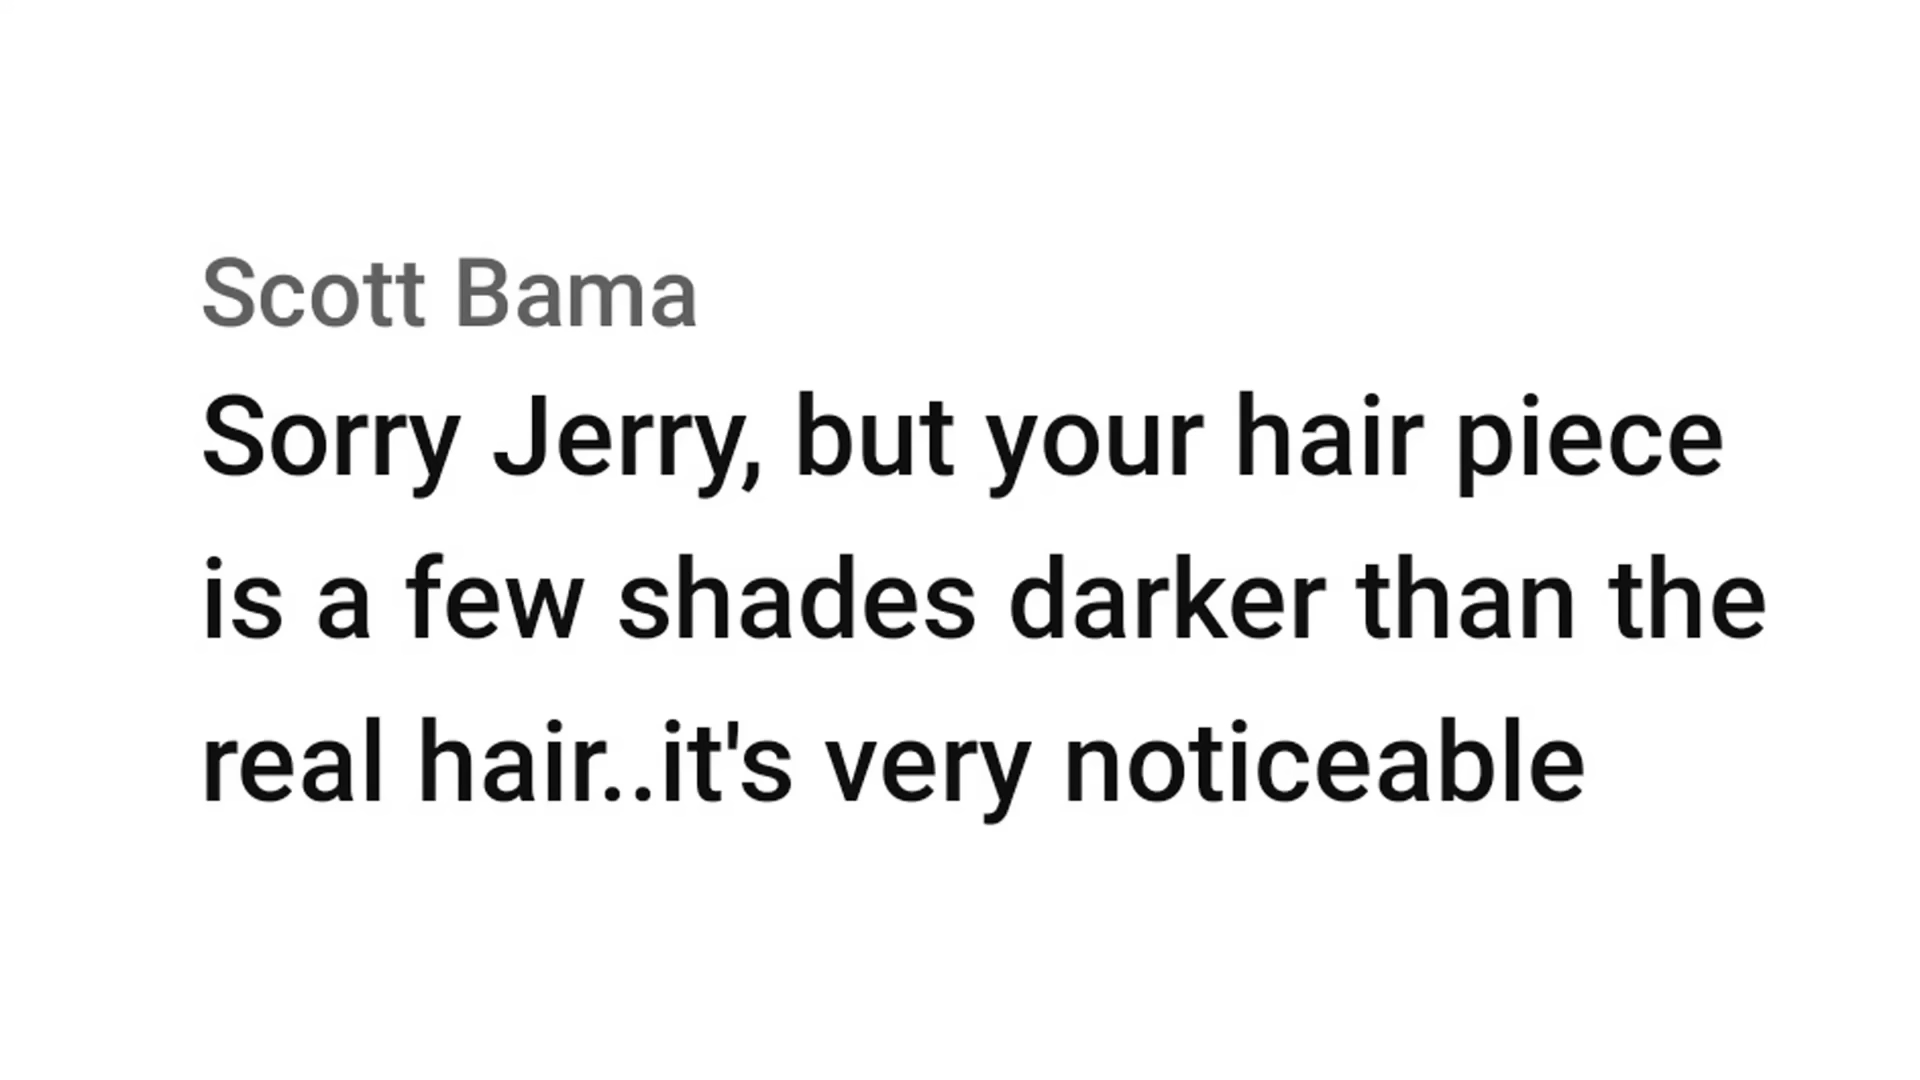 Scott Bama
Sorry Jerry, but your hair piece
is a few shades darker than the
real hair..it's very noticeable